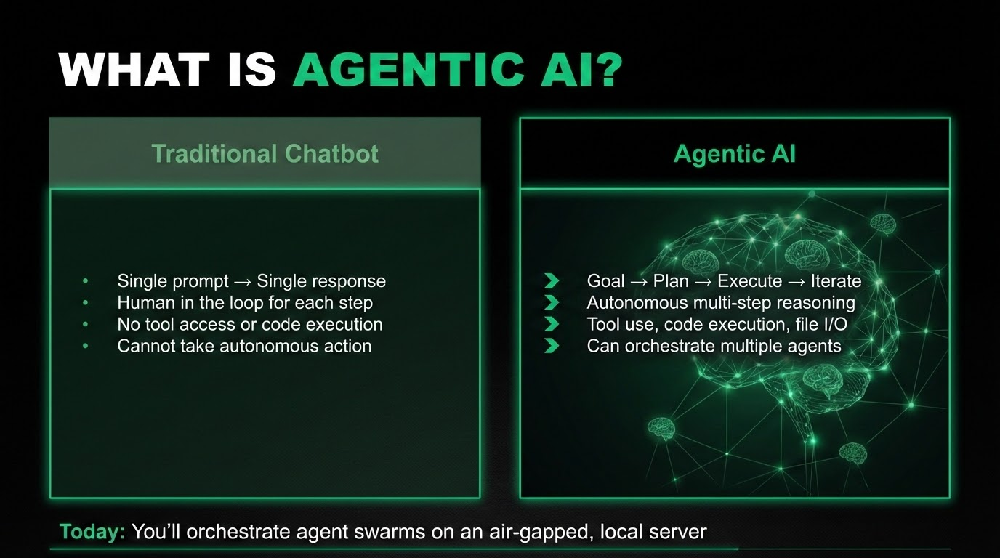 WHAT IS AGENTIC AI?
Traditional Chatbot
• Single prompt → Single response
• Human in the loop for each step
• No tool access or code execution
• Cannot take autonomous action
Agentic AI
Goal → Plan → Execute → Iterate
Autonomous multi-step reasoning
Tool use, code execution, file I/O
Can orchestrate multiple agents
Today: You’ll orchestrate agent swarms on an air-gapped, local server